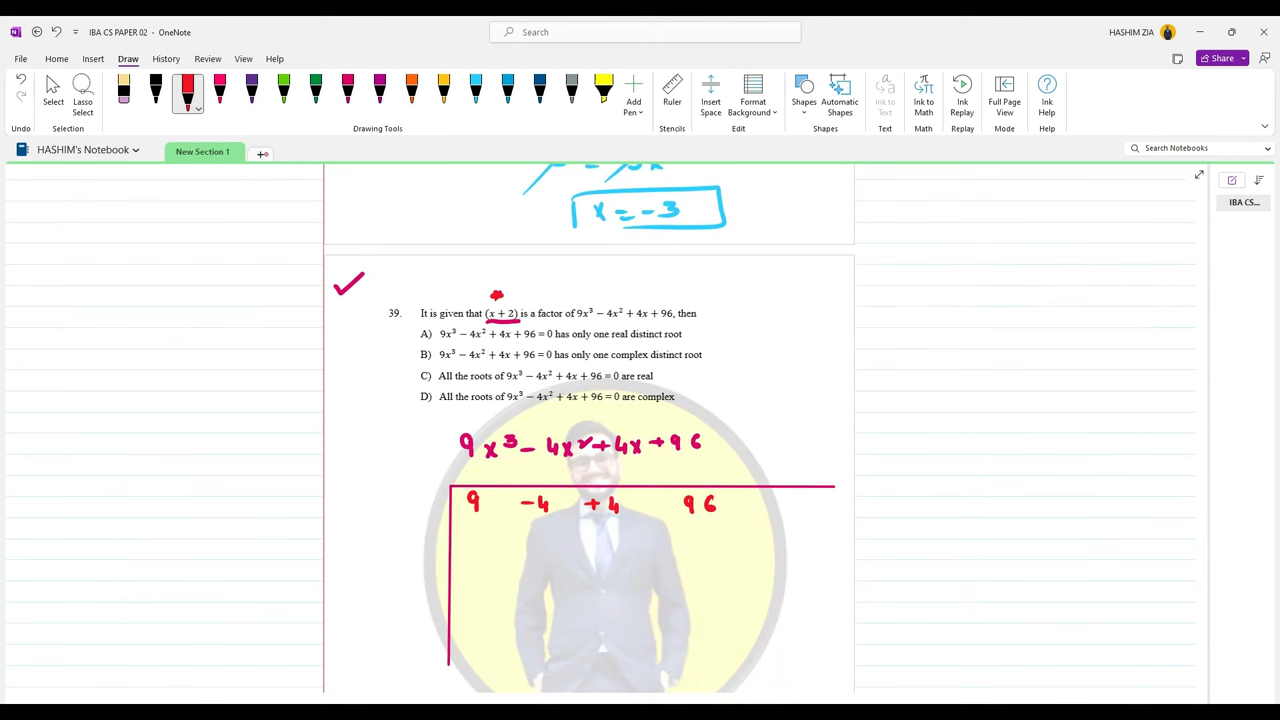 IBA CS PAPER 02 - OneNote
Search
HASHIM ZIA
File Home Insert Draw History Review View Help
Share
Undo
Select
Lasso Select
Selection
Drawing Tools
Add Pen
Ruler
Stencils
Insert Space
Format Background
Edit
Shapes
Automatic Shapes
Shapes
Ink to Text
Text
Ink to Math
Math
Ink Replay
Replay
Full Page View
Mode
Ink Help
Help
HASHIM's Notebook
New Section 1
Search Notebooks
IBA CS...
x = -3
39. It is given that (x + 2) is a factor of 9x³ − 4x² + 4x + 96, then
A) 9x³ − 4x² + 4x + 96 = 0 has only one real distinct root
B) 9x³ − 4x² + 4x + 96 = 0 has only one complex distinct root
C) All the roots of 9x³ − 4x² + 4x + 96 = 0 are real
D) All the roots of 9x³ − 4x² + 4x + 96 = 0 are complex
9x³ - 4x² + 4x + 96
9 -4 +4 96